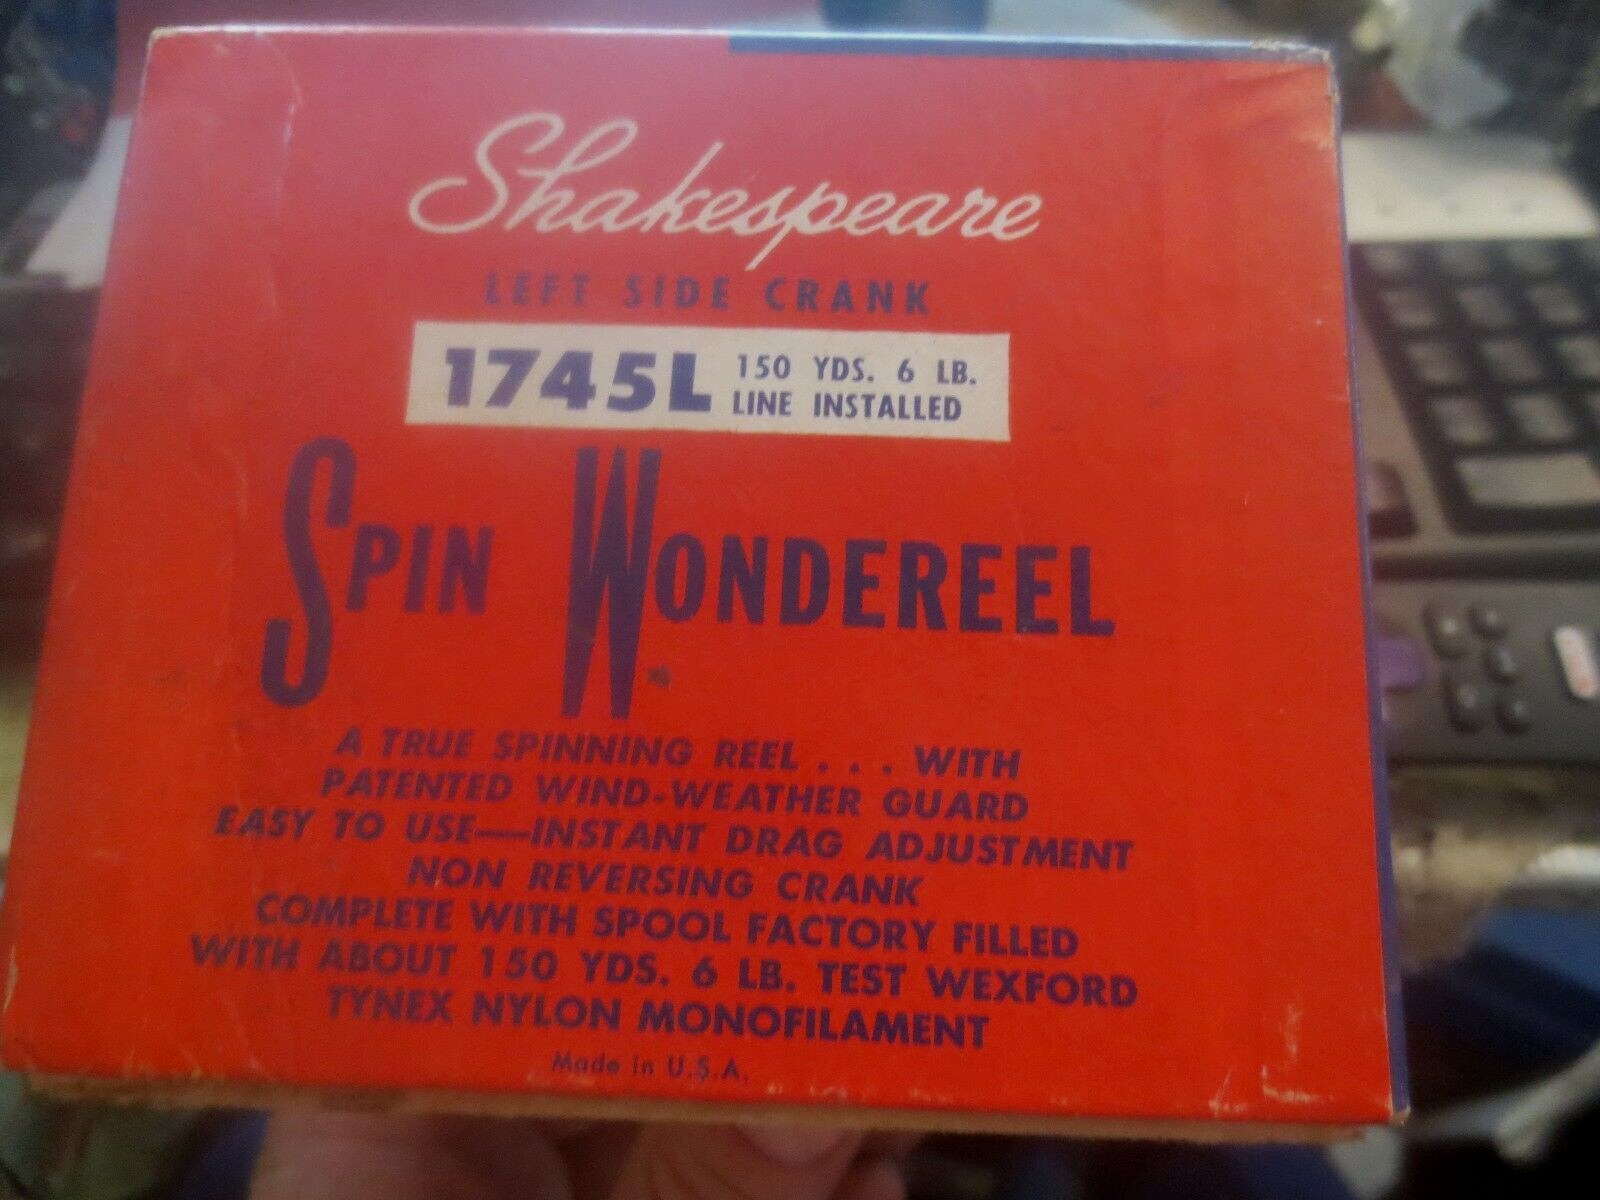 Shakespeare
LEFT SIDE CRANK
1745L 150 YDS. 6 LB.
LINE INSTALLED
SPIN WONDEREEL
A TRUE SPINNING REEL . . . WITH
PATENTED WIND-WEATHER GUARD
EASY TO USE—INSTANT DRAG ADJUSTMENT
NON REVERSING CRANK
COMPLETE WITH SPOOL FACTORY FILLED
WITH ABOUT 150 YDS. 6 LB. TEST WEXFORD
TYNEX NYLON MONOFILAMENT
Made in U.S.A.